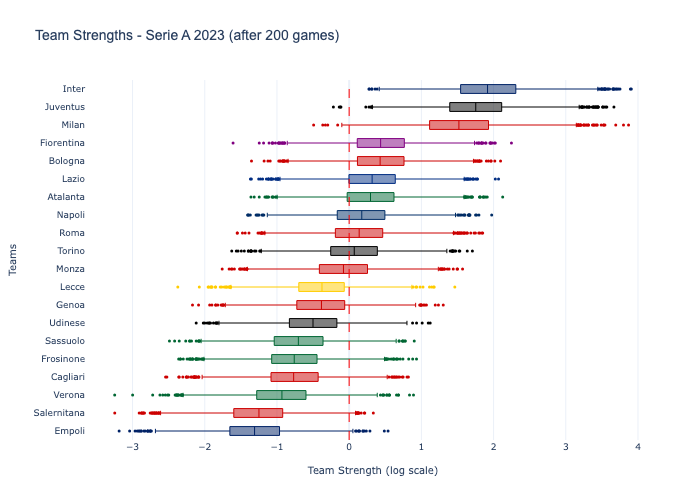 Team Strengths - Serie A 2023 (after 200 games)
Inter
Juventus
Milan
Fiorentina
Bologna
Lazio
Atalanta
Napoli
Roma
Torino
Monza
Lecce
Genoa
Udinese
Sassuolo
Frosinone
Cagliari
Verona
Salernitana
Empoli
Teams
−3 −2 −1 0 1 2 3 4
Team Strength (log scale)